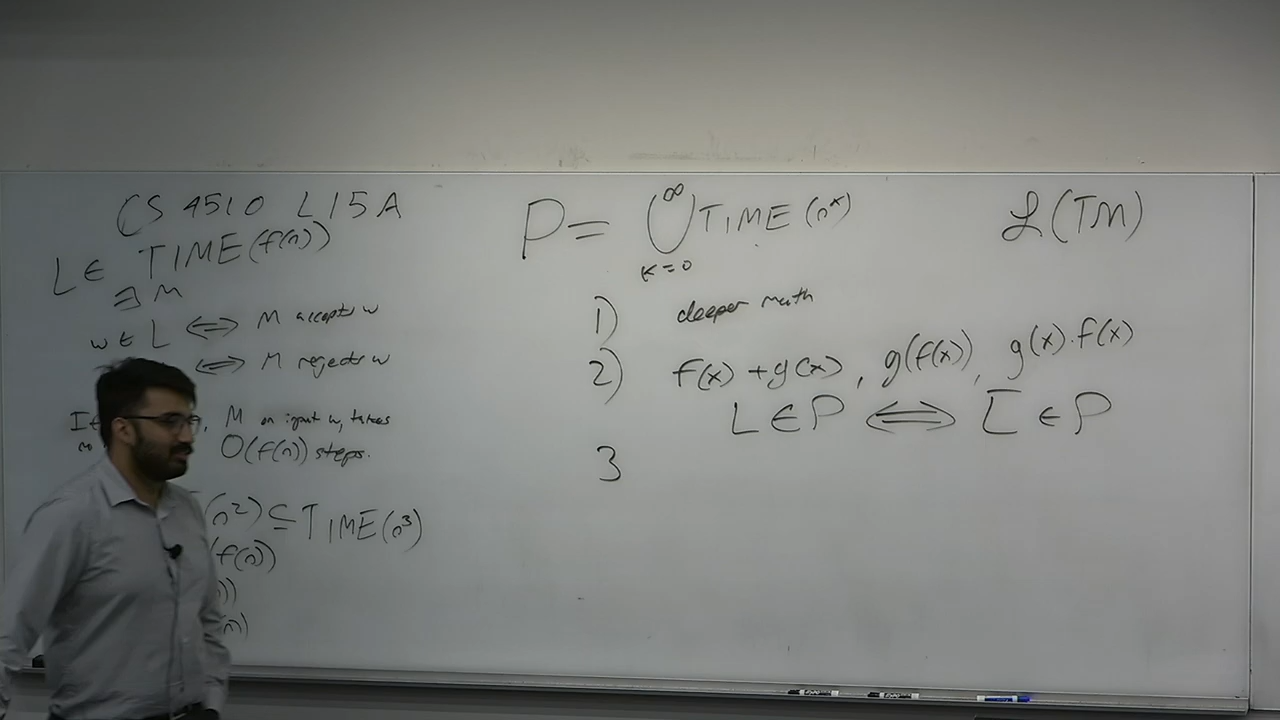 CS 4510 L15A
L ∈ TIME(f(n))
∃ M
w ∈ L ⟺ M accepts w
⟺ M rejects w
M on input w, takes
O(f(n)) steps.
(n²) ⊆ TIME(n³)
(f(n))
P = ⋃ TIME(n^k)
∞
K=0
ℒ(TM)
1) deeper math
2) f(x) + g(x), g(f(x)), g(x)·f(x)
L ∈ P ⟺ L̅ ∈ P
3